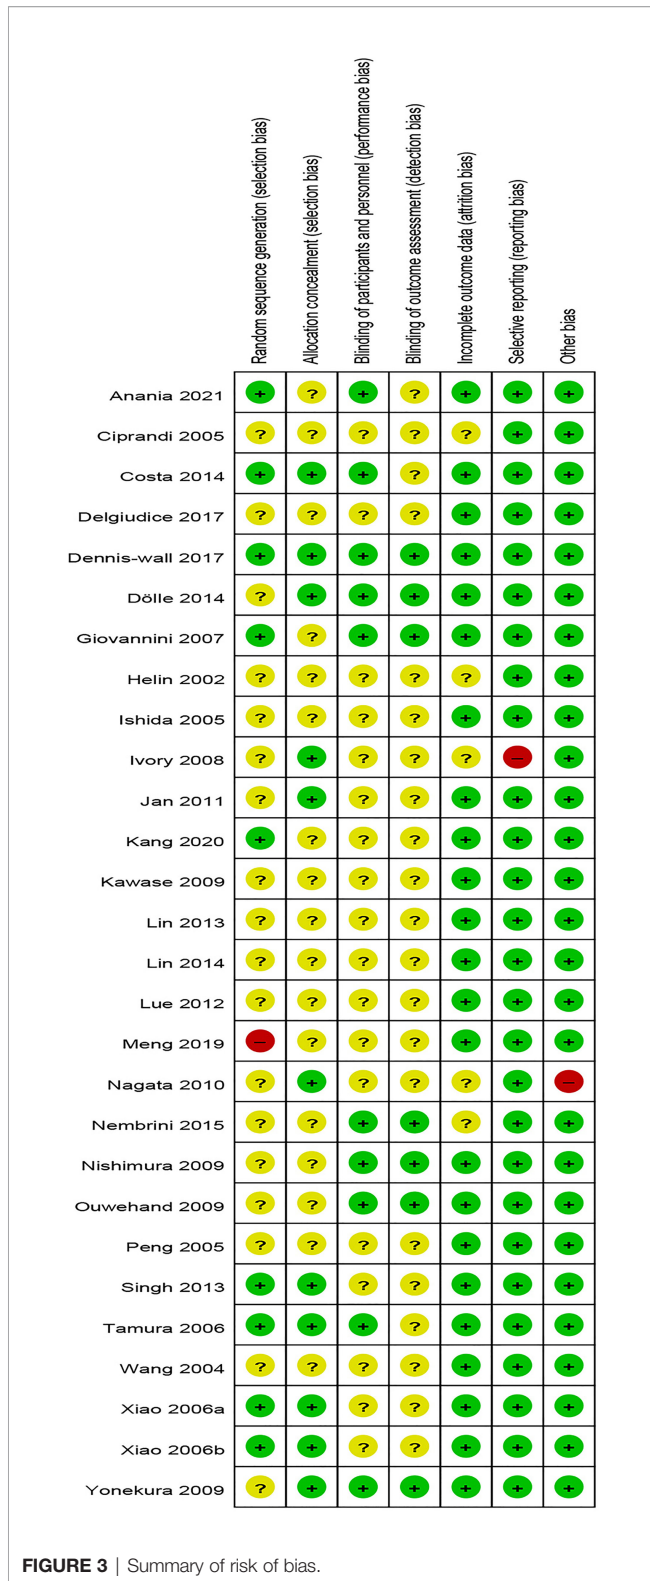 Random sequence generation (selection bias)
Allocation concealment (selection bias)
Blinding of participants and personnel (performance bias)
Blinding of outcome assessment (detection bias)
Incomplete outcome data (attrition bias)
Selective reporting (reporting bias)
Other bias
Anania 2021 + ? + ? + + +
Ciprandi 2005 ? ? ? ? ? + +
Costa 2014 + + + ? + + +
Delgiudice 2017 ? ? ? ? + + +
Dennis-wall 2017 + + + + + + +
Dölle 2014 ? + + + + + +
Giovannini 2007 + ? + + + + +
Helin 2002 ? ? ? ? ? + +
Ishida 2005 ? ? ? ? + + +
Ivory 2008 ? + ? ? ? − +
Jan 2011 ? + ? ? + + +
Kang 2020 + ? ? ? + + +
Kawase 2009 ? ? ? ? + + +
Lin 2013 ? ? ? ? + + +
Lin 2014 ? ? ? ? + + +
Lue 2012 ? ? ? ? + + +
Meng 2019 − ? ? ? + + +
Nagata 2010 ? + ? ? ? + −
Nembrini 2015 ? ? + + ? + +
Nishimura 2009 ? ? + + + + +
Ouwehand 2009 ? ? + + + + +
Peng 2005 ? ? ? ? + + +
Singh 2013 + + ? ? + + +
Tamura 2006 + + + ? + + +
Wang 2004 ? ? ? ? + + +
Xiao 2006a + + ? ? + + +
Xiao 2006b + + ? ? + + +
Yonekura 2009 ? + + + + + +
FIGURE 3 | Summary of risk of bias.